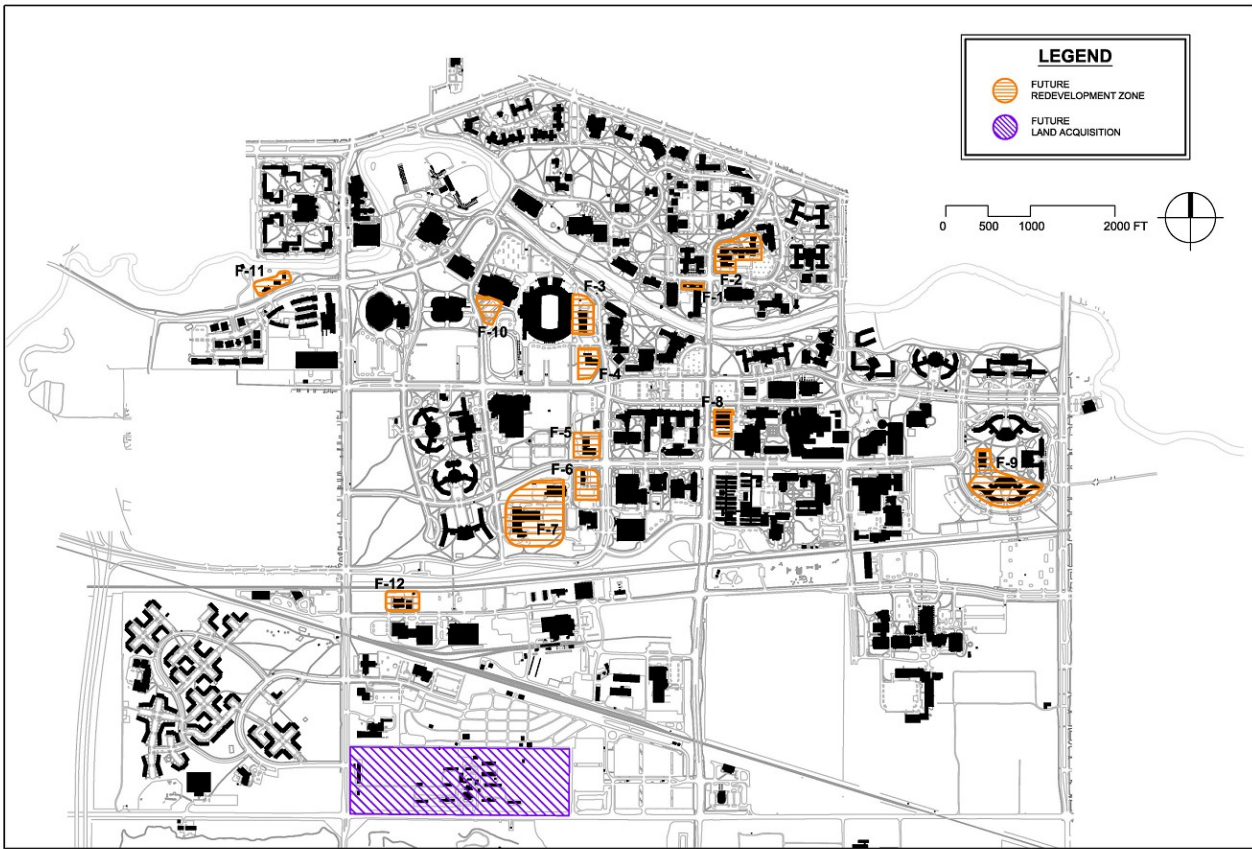 LEGEND
FUTURE
REDEVELOPMENT ZONE
FUTURE
LAND ACQUISITION
0 500 1000 2000 FT
F-11
F-2
F-1
F-3
F-10
F-4
F-8
F-5
F-6
F-9
F-7
F-12